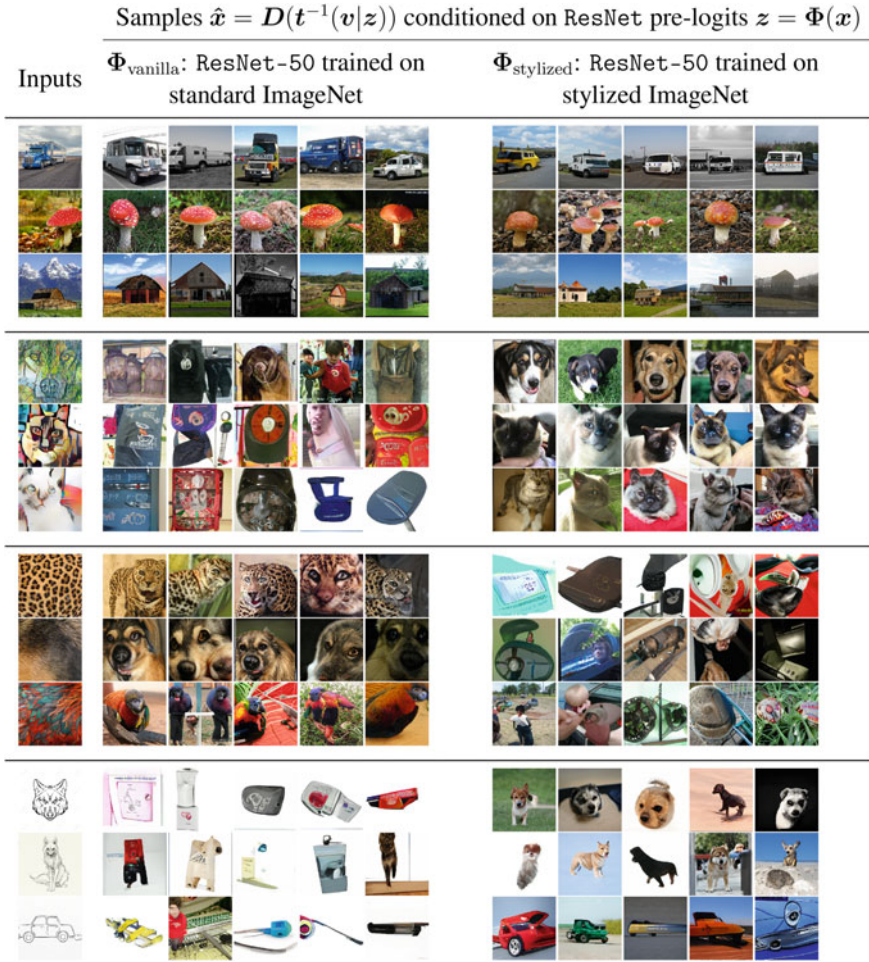 Samples x̂ = D(t⁻¹(v|z)) conditioned on ResNet pre-logits z = Φ(x)
Inputs
Φvanilla: ResNet-50 trained on
standard ImageNet
Φstylized: ResNet-50 trained on
stylized ImageNet